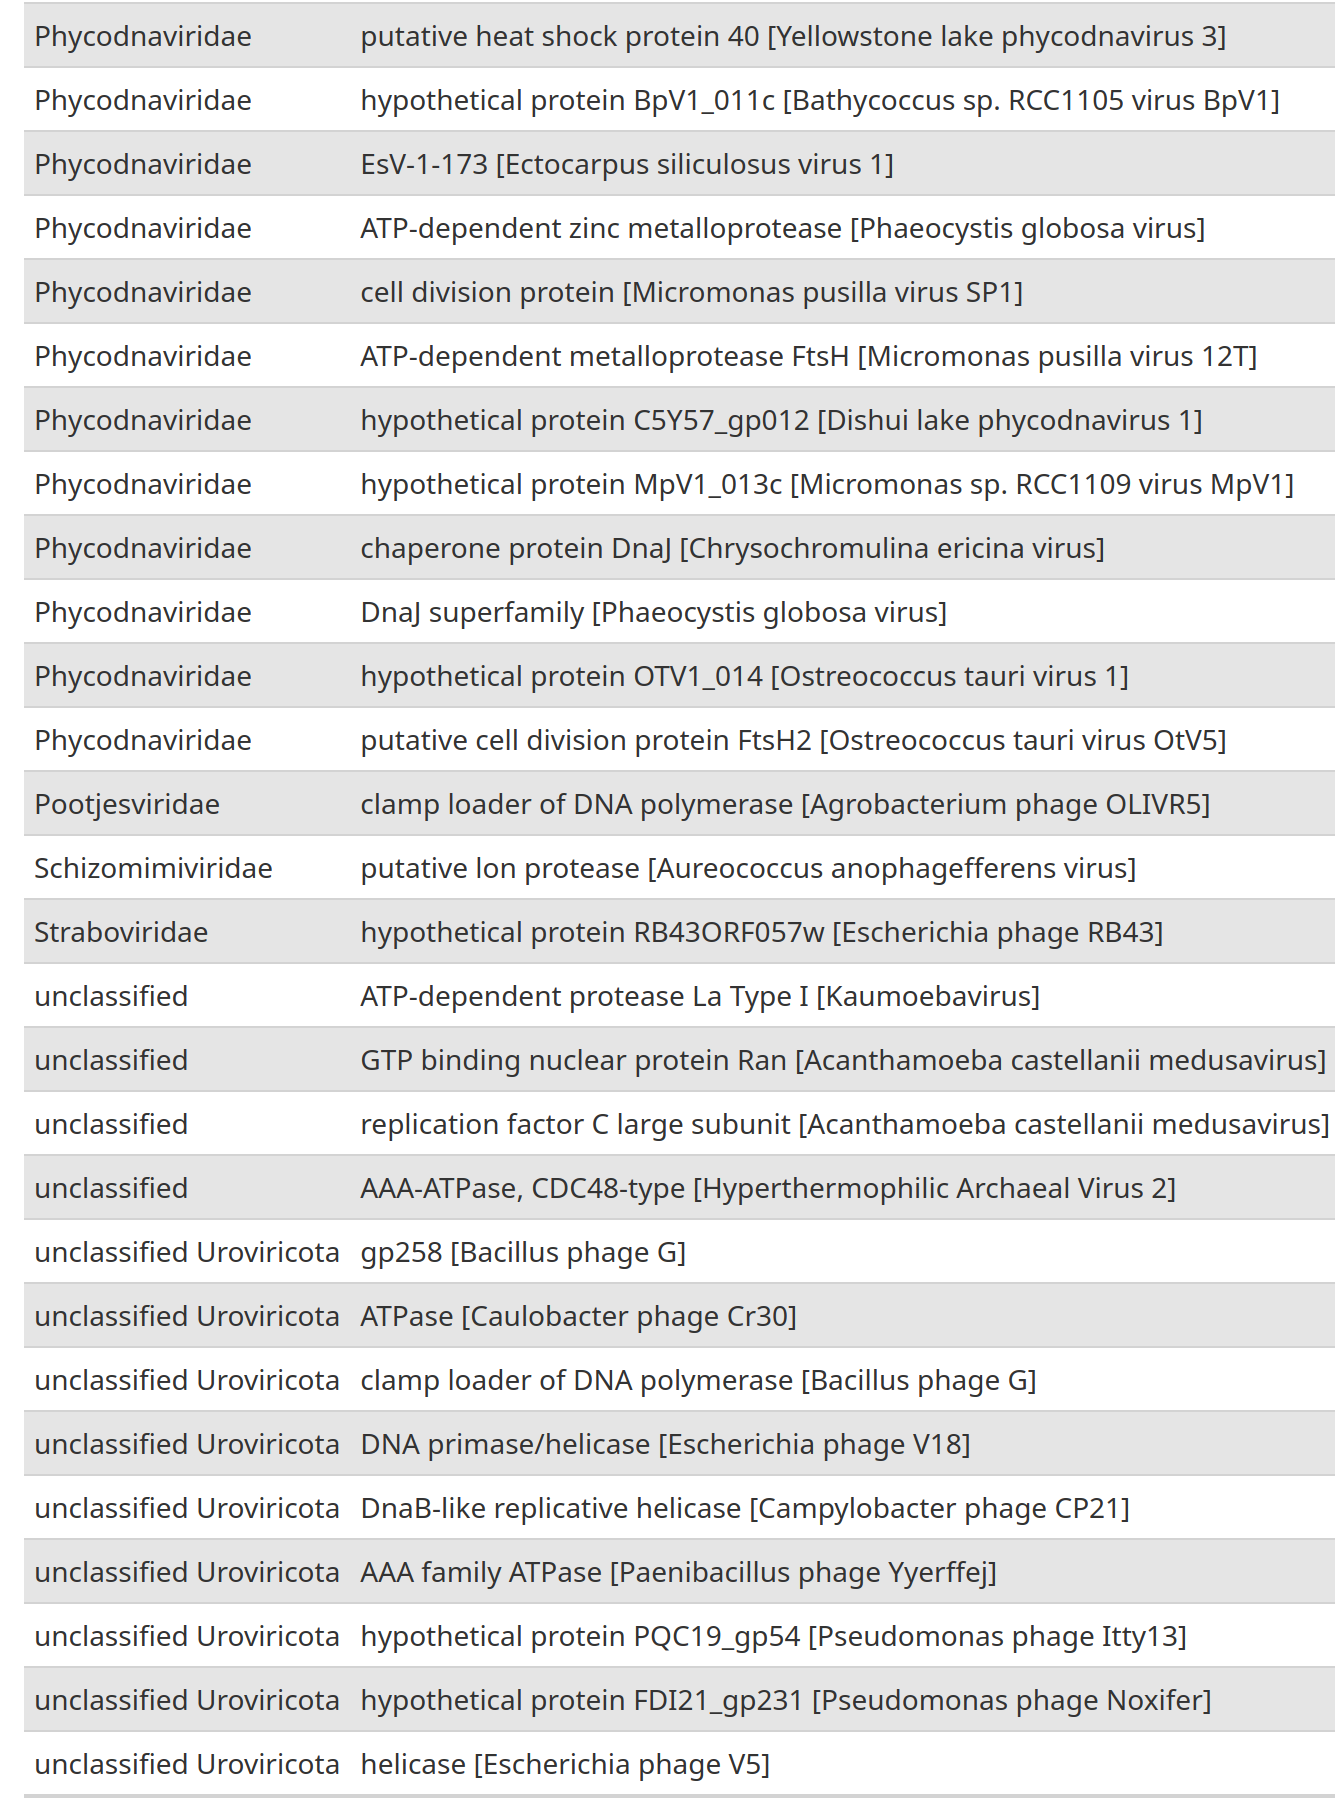 Phycodnaviridae putative heat shock protein 40 [Yellowstone lake phycodnavirus 3]
Phycodnaviridae hypothetical protein BpV1_011c [Bathycoccus sp. RCC1105 virus BpV1]
Phycodnaviridae EsV-1-173 [Ectocarpus siliculosus virus 1]
Phycodnaviridae ATP-dependent zinc metalloprotease [Phaeocystis globosa virus]
Phycodnaviridae cell division protein [Micromonas pusilla virus SP1]
Phycodnaviridae ATP-dependent metalloprotease FtsH [Micromonas pusilla virus 12T]
Phycodnaviridae hypothetical protein C5Y57_gp012 [Dishui lake phycodnavirus 1]
Phycodnaviridae hypothetical protein MpV1_013c [Micromonas sp. RCC1109 virus MpV1]
Phycodnaviridae chaperone protein DnaJ [Chrysochromulina ericina virus]
Phycodnaviridae DnaJ superfamily [Phaeocystis globosa virus]
Phycodnaviridae hypothetical protein OTV1_014 [Ostreococcus tauri virus 1]
Phycodnaviridae putative cell division protein FtsH2 [Ostreococcus tauri virus OtV5]
Pootjesviridae clamp loader of DNA polymerase [Agrobacterium phage OLIVR5]
Schizomimiviridae putative lon protease [Aureococcus anophagefferens virus]
Straboviridae hypothetical protein RB43ORF057w [Escherichia phage RB43]
unclassified ATP-dependent protease La Type I [Kaumoebavirus]
unclassified GTP binding nuclear protein Ran [Acanthamoeba castellanii medusavirus]
unclassified replication factor C large subunit [Acanthamoeba castellanii medusavirus]
unclassified AAA-ATPase, CDC48-type [Hyperthermophilic Archaeal Virus 2]
unclassified Uroviricota gp258 [Bacillus phage G]
unclassified Uroviricota ATPase [Caulobacter phage Cr30]
unclassified Uroviricota clamp loader of DNA polymerase [Bacillus phage G]
unclassified Uroviricota DNA primase/helicase [Escherichia phage V18]
unclassified Uroviricota DnaB-like replicative helicase [Campylobacter phage CP21]
unclassified Uroviricota AAA family ATPase [Paenibacillus phage Yyerffej]
unclassified Uroviricota hypothetical protein PQC19_gp54 [Pseudomonas phage Itty13]
unclassified Uroviricota hypothetical protein FDI21_gp231 [Pseudomonas phage Noxifer]
unclassified Uroviricota helicase [Escherichia phage V5]